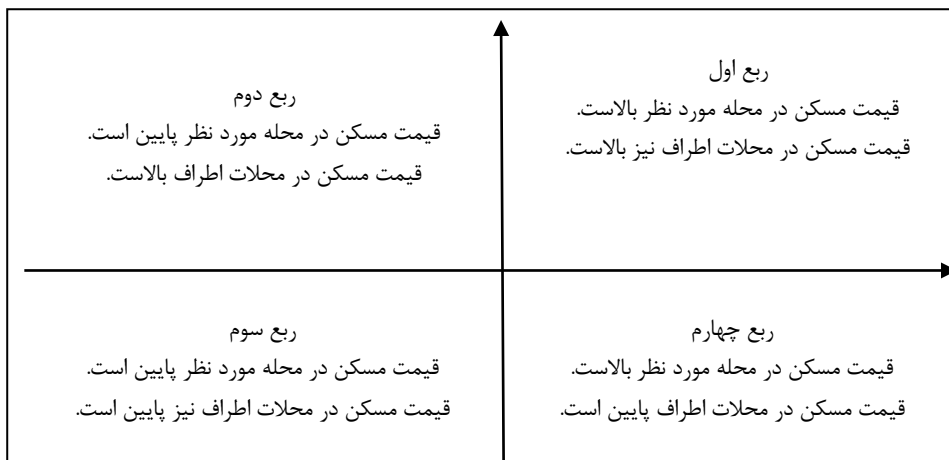 ربع اول
قیمت مسکن در محله مورد نظر بالاست.
قیمت مسکن در محلات اطراف نیز بالاست.
ربع دوم
قیمت مسکن در محله مورد نظر پایین است.
قیمت مسکن در محلات اطراف بالاست.
ربع سوم
قیمت مسکن در محله مورد نظر پایین است.
قیمت مسکن در محلات اطراف نیز پایین است.
ربع چهارم
قیمت مسکن در محله مورد نظر بالاست.
قیمت مسکن در محلات اطراف پایین است.